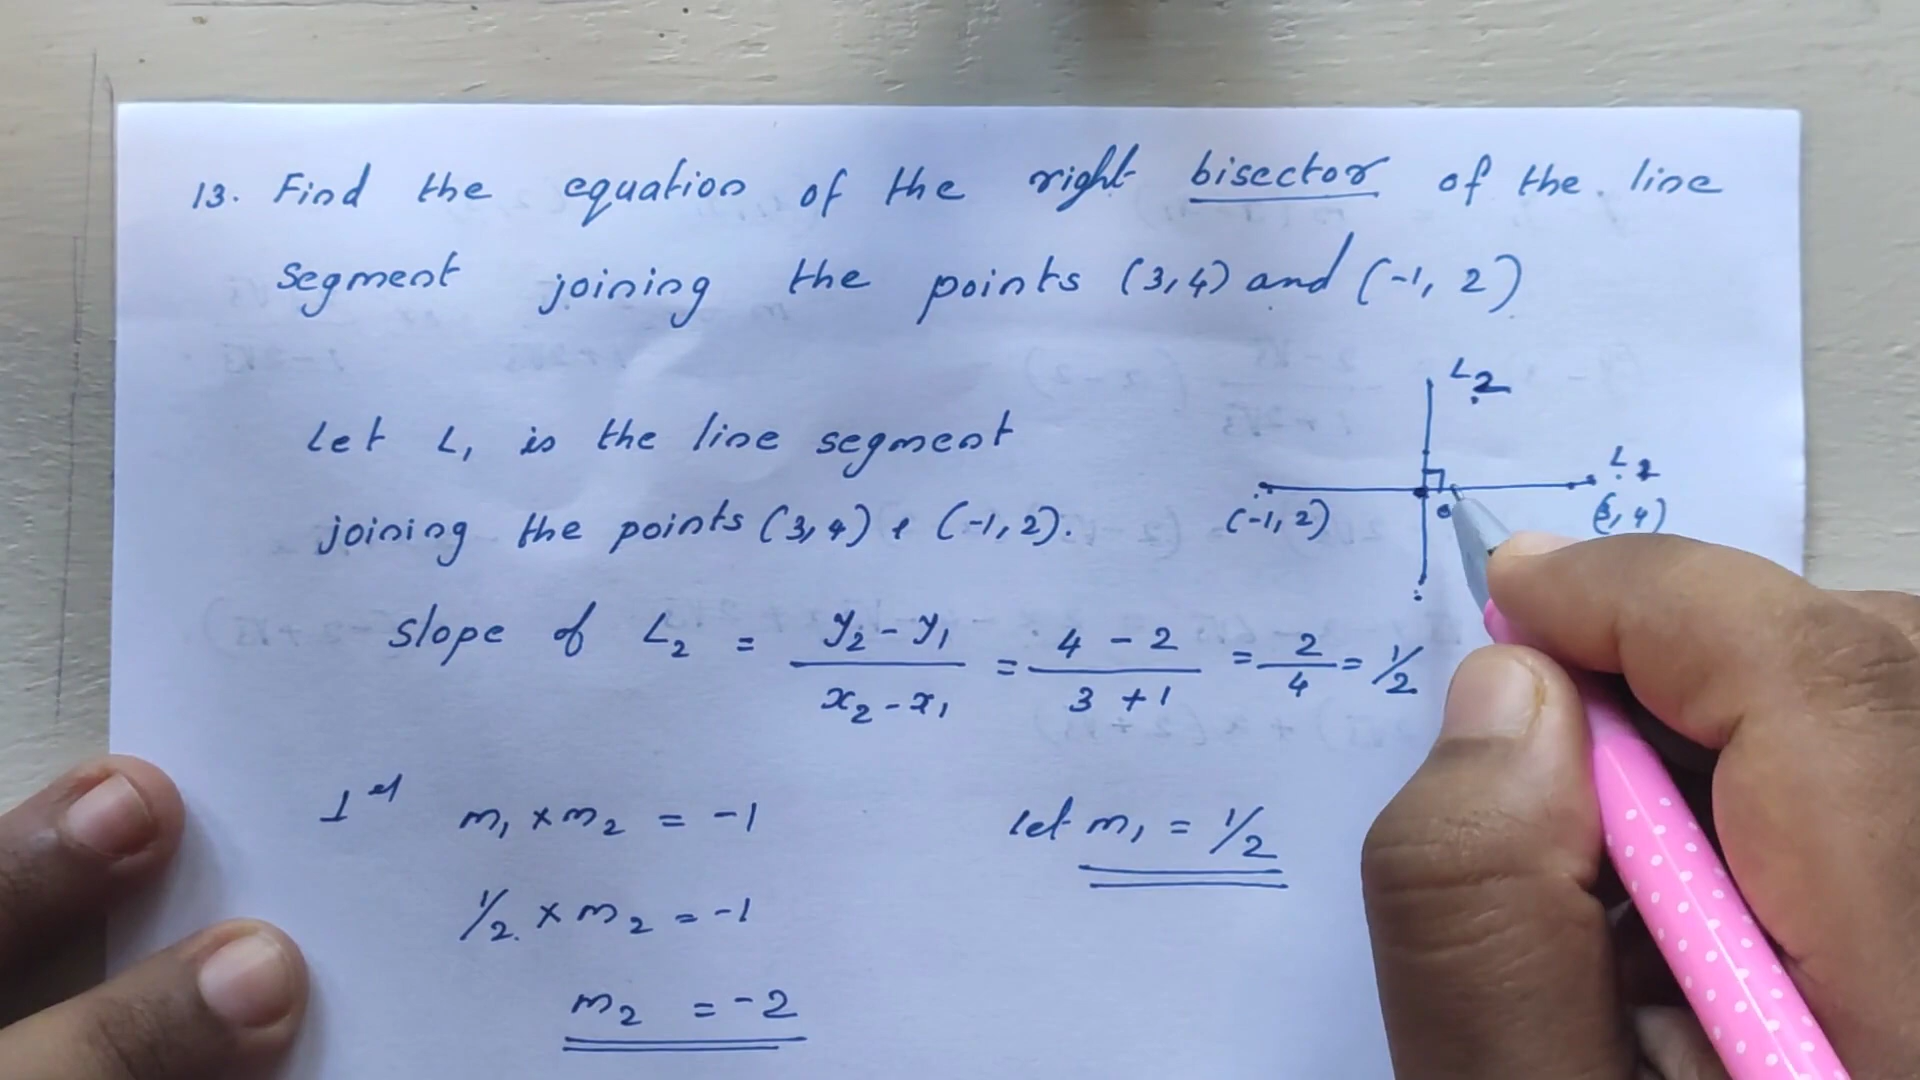 13. Find the equation of the right bisector of the line
segment joining the points (3,4) and (-1, 2)
L2
Let L1 is the line segment
joining the points (3,4) & (-1,2).
(-1,2)
(3,4)
slope of L2 = y2-y1/x2-x1 = 4-2/3+1 = 2/4 = 1/2
m1 x m2 = -1
let m1 = 1/2
1/2 x m2 = -1
m2 = -2